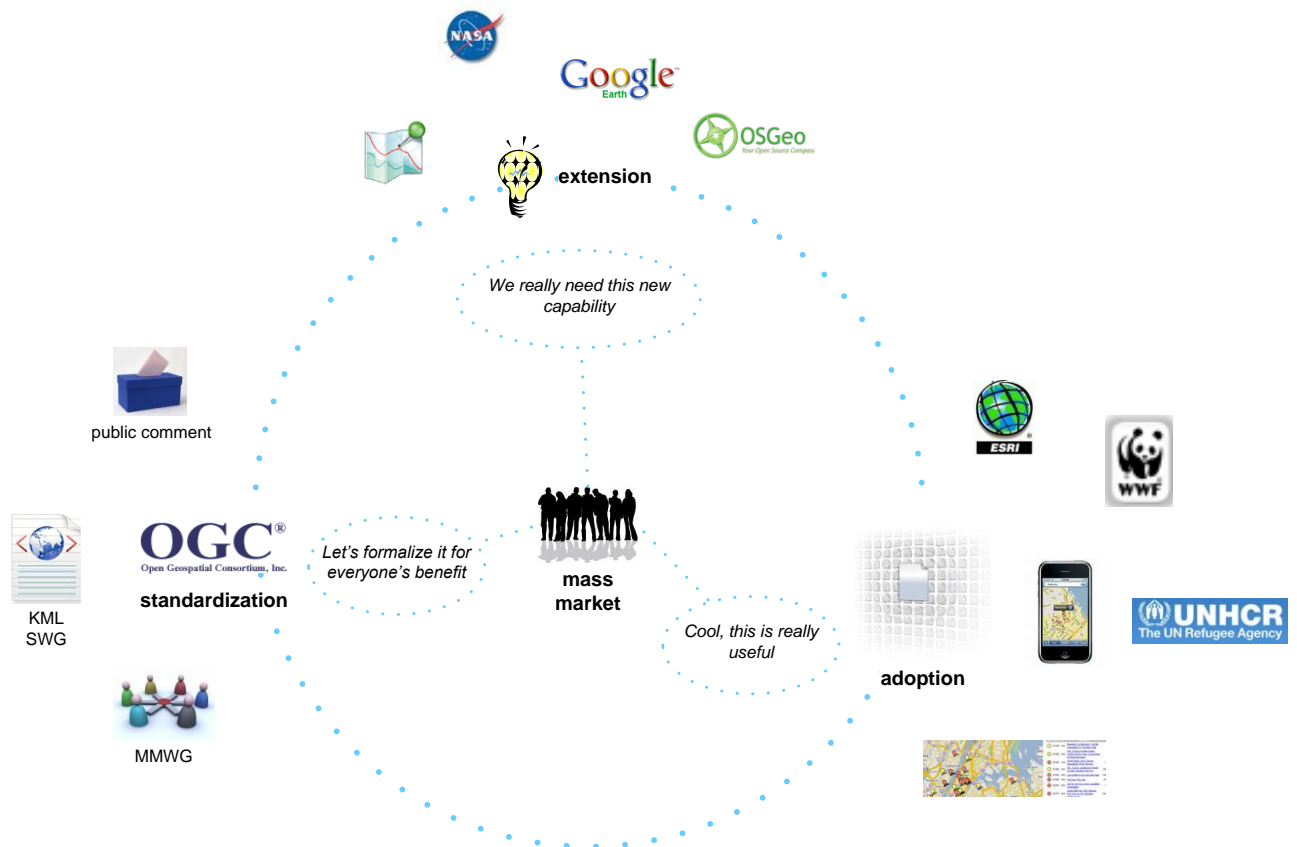 NASA
Google™
Earth
OSGeo
Your Open Source Compass
extension
We really need this new
capability
public comment
ESRI
®
WWF
OGC®
Open Geospatial Consortium, Inc.
standardization
Let's formalize it for
everyone's benefit
mass
market
KML
SWG
Cool, this is really
useful
UNHCR
The UN Refugee Agency
adoption
MMWG